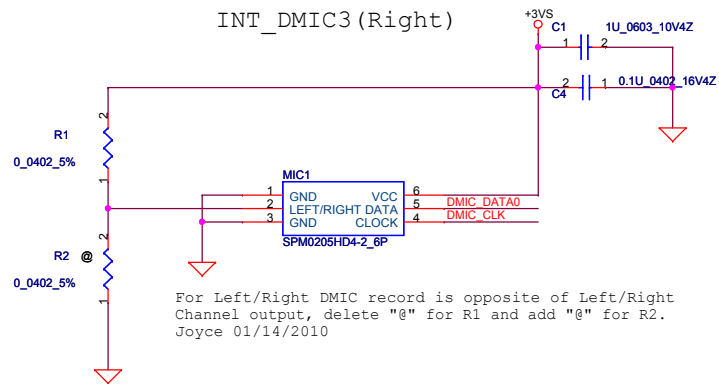 INT_DMIC3(Right)
+3VS
C1
1U_0603_10V4Z
1 2
C4
0.1U_0402_16V4Z
2 1
R1
0_0402_5%
2
1
MIC1
1 GND VCC 6
2 LEFT/RIGHT DATA 5 DMIC_DATA0
3 GND CLOCK 4 DMIC_CLK
SPM0205HD4-2_6P
R2 @
0_0402_5%
2
1
For Left/Right DMIC record is opposite of Left/Right
Channel output, delete "@" for R1 and add "@" for R2.
Joyce 01/14/2010